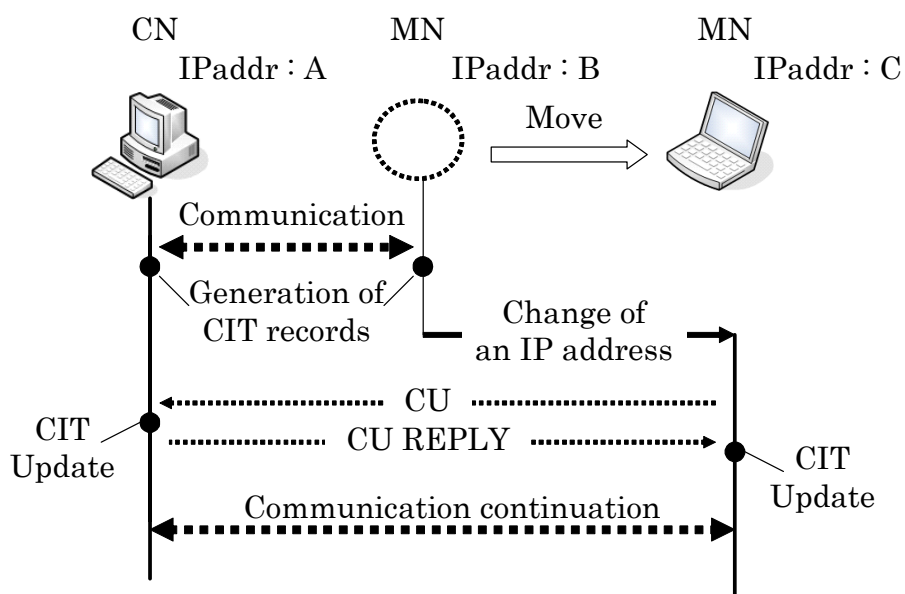 CN
MN
MN
IPaddr : A
IPaddr : B
IPaddr : C
Move
Communication
Generation of
CIT records
Change of
an IP address
CU
CIT
Update
CU REPLY
CIT
Update
Communication continuation